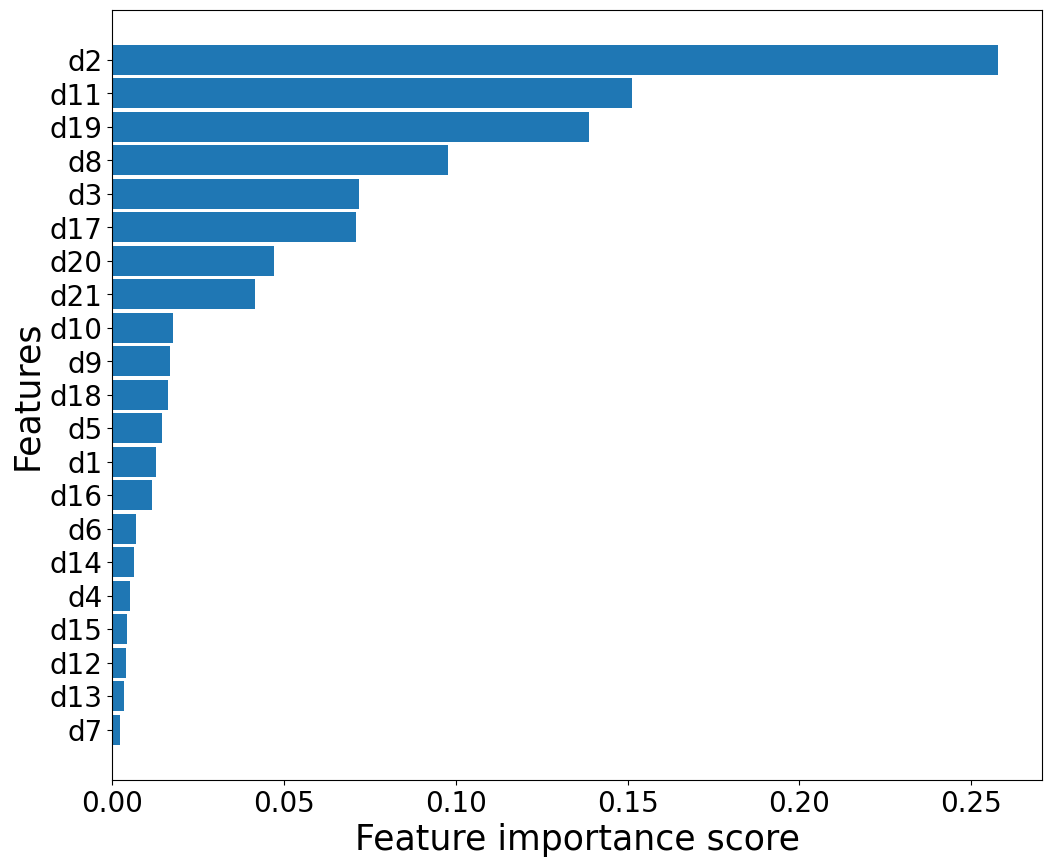 d2
d11
d19
d8
d3
d17
d20
d21
d10
d9
d18
d5
d1
d16
d6
d14
d4
d15
d12
d13
d7
Features
0.00 0.05 0.10 0.15 0.20 0.25
Feature importance score